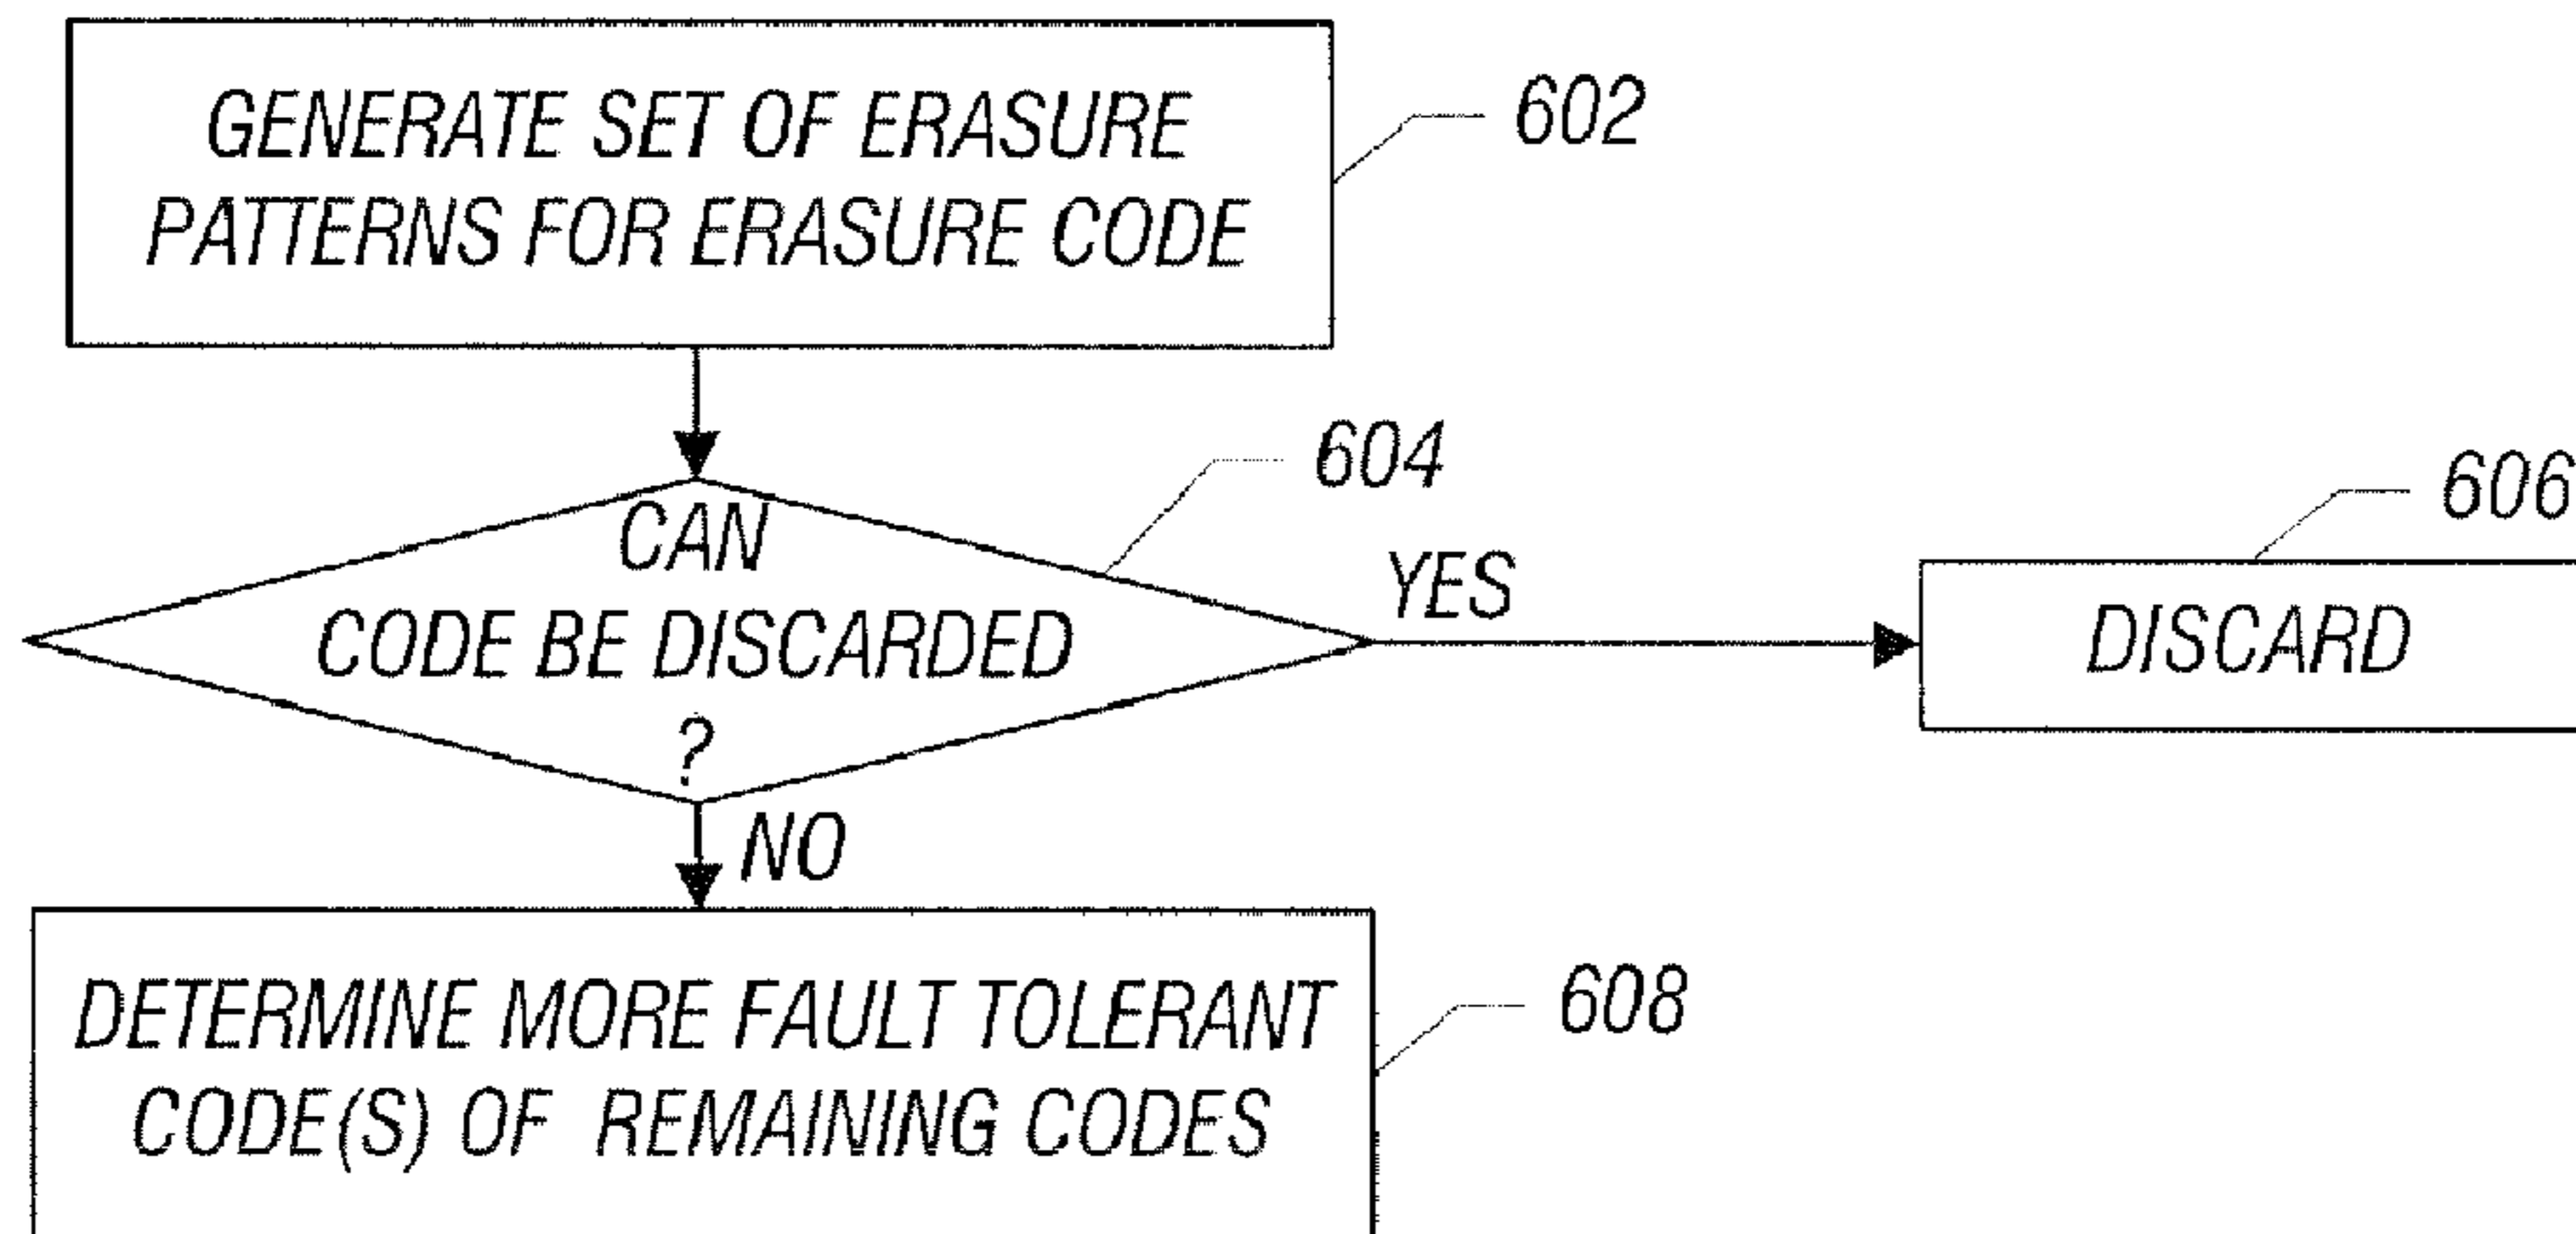 GENERATE SET OF ERASURE
PATTERNS FOR ERASURE CODE
602
CAN
CODE BE DISCARDED
?
604
YES
606
DISCARD
NO
DETERMINE MORE FAULT TOLERANT
CODE(S) OF REMAINING CODES
608